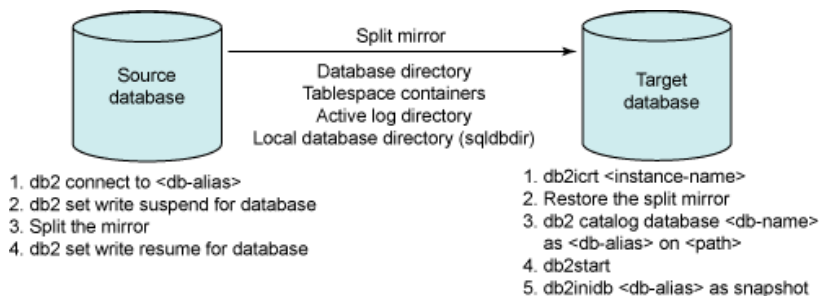 Source
database
Split mirror
Database directory
Tablespace containers
Active log directory
Local database directory (sqldbdir)
Target
database
1. db2 connect to <db-alias>
2. db2 set write suspend for database
3. Split the mirror
4. db2 set write resume for database
1. db2icrt <instance-name>
2. Restore the split mirror
3. db2 catalog database <db-name>
as <db-alias> on <path>
4. db2start
5. db2inidb <db-alias> as snapshot